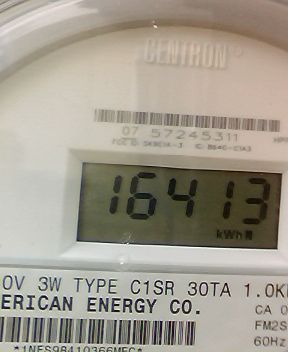 CENTRON®
07 57245311
16413
kWh
0V 3W TYPE C1SR 30TA 1.0K
ERICAN ENERGY CO.
CA 0
FM2S
60Hz